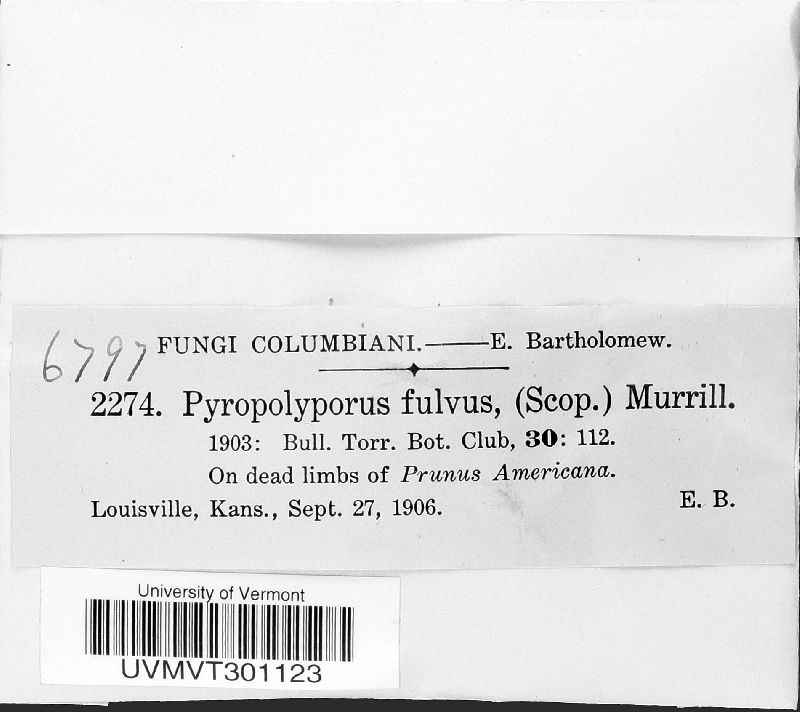 6797 FUNGI COLUMBIANI.——E. Bartholomew.
2274. Pyropolyporus fulvus, (Scop.) Murrill.
1903: Bull. Torr. Bot. Club, 30: 112.
On dead limbs of Prunus Americana.
Louisville, Kans., Sept. 27, 1906. E. B.
University of Vermont
UVMVT301123